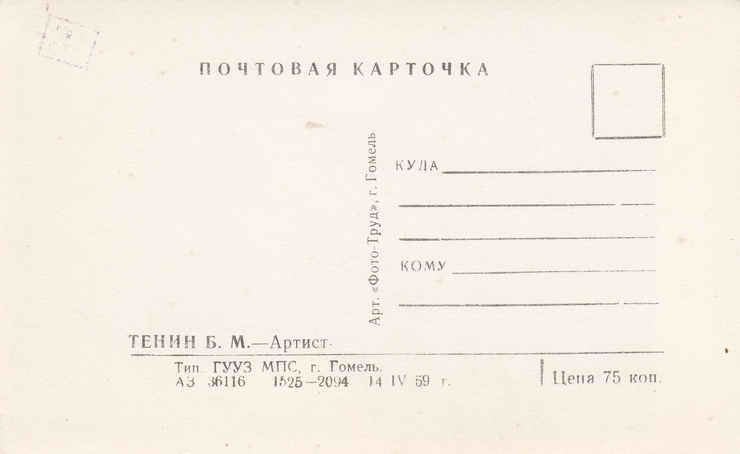 ПОЧТОВАЯ КАРТОЧКА
Арт. «Фото-Труд», г. Гомель
КУДА
КОМУ
ТЕНИН Б. М.—Артист
Тип. ГУУЗ МПС, г. Гомель.
АЗ 36116 1525—2094 14 IV 59 г.
Цена 75 коп.